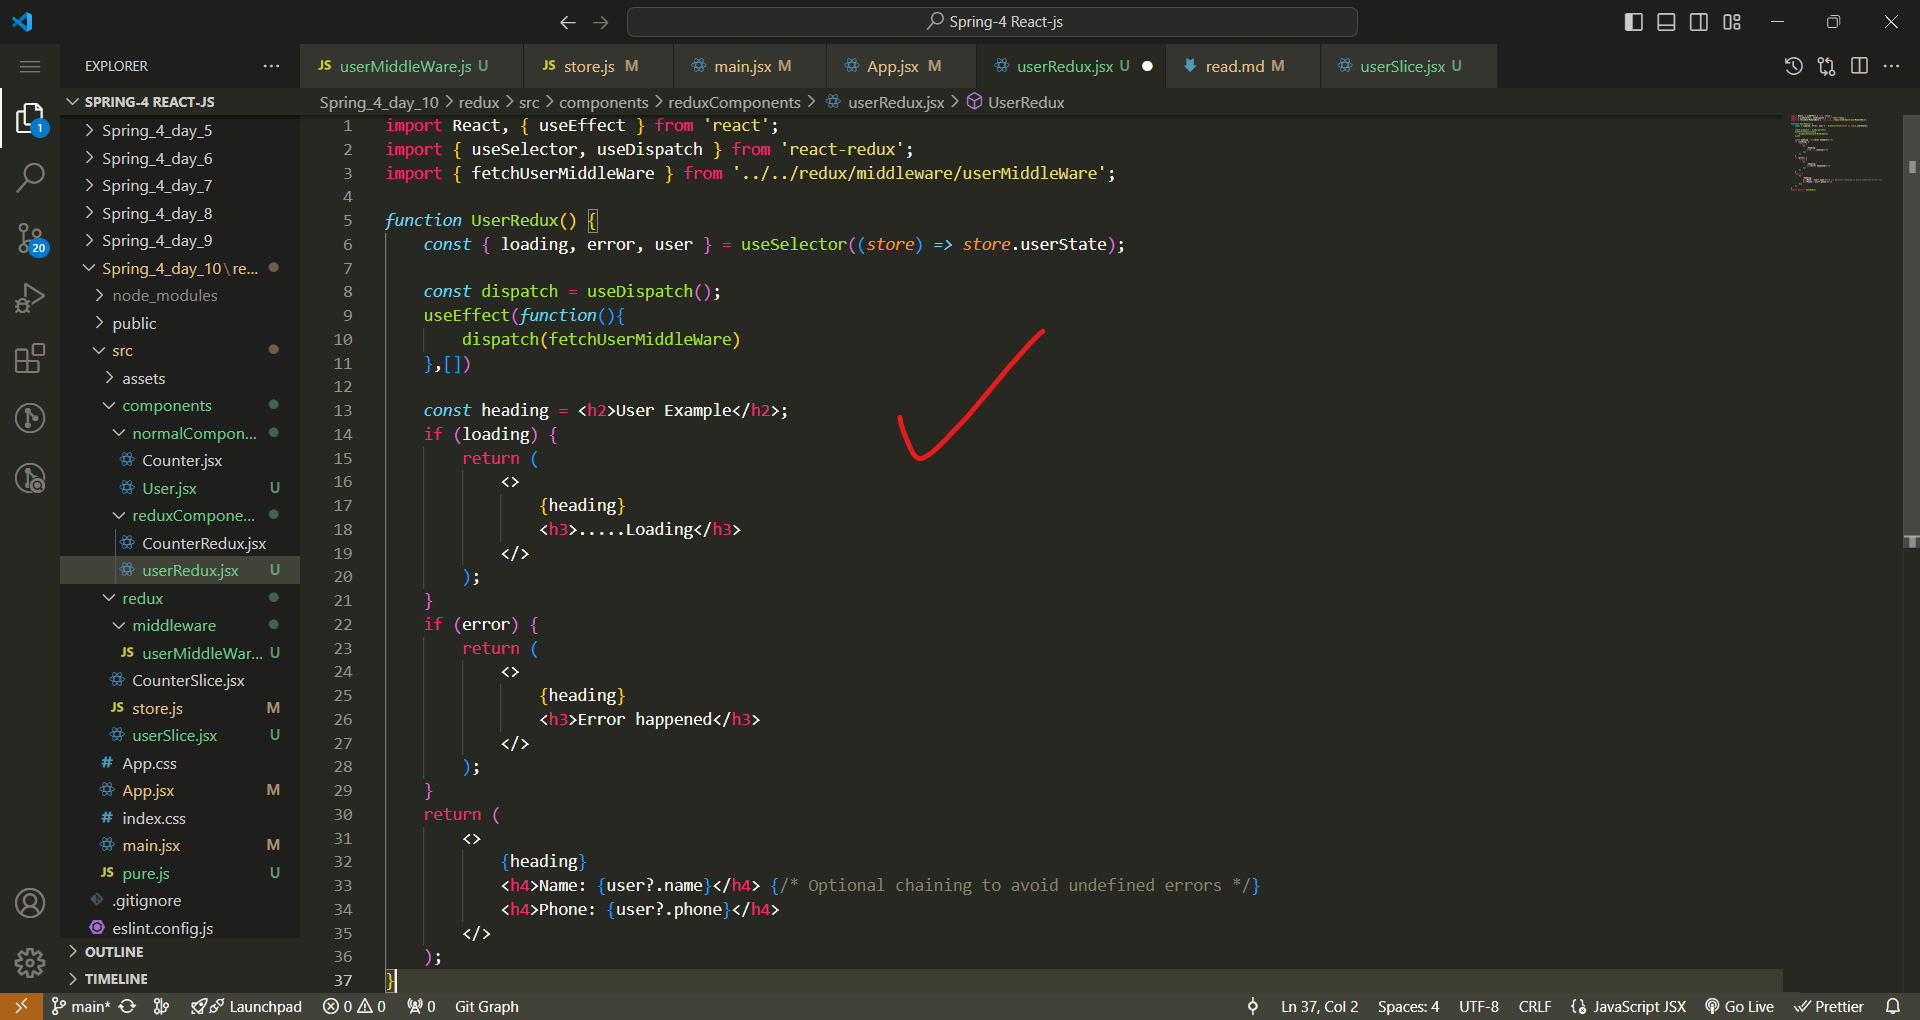 Spring-4 React-js
EXPLORER
userMiddleWare.js U
store.js M
main.jsx M
App.jsx M
userRedux.jsx U
read.md M
userSlice.jsx U
SPRING-4 REACT-JS
Spring_4_day_10 > redux > src > components > reduxComponents > userRedux.jsx > UserRedux
Spring_4_day_5
Spring_4_day_6
Spring_4_day_7
Spring_4_day_8
Spring_4_day_9
Spring_4_day_10\re...
node_modules
public
src
assets
components
normalCompon...
Counter.jsx
User.jsx U
reduxCompone...
CounterRedux.jsx
userRedux.jsx U
redux
middleware
JS userMiddleWar... U
CounterSlice.jsx
JS store.js M
userSlice.jsx U
# App.css
App.jsx M
# index.css
main.jsx M
JS pure.js U
.gitignore
eslint.config.js
OUTLINE
TIMELINE
1
20
1 import React, { useEffect } from 'react';
2 import { useSelector, useDispatch } from 'react-redux';
3 import { fetchUserMiddleWare } from '../../redux/middleware/userMiddleWare';
4
5 function UserRedux() {
6 const { loading, error, user } = useSelector((store) => store.userState);
7
8 const dispatch = useDispatch();
9 useEffect(function(){
10 dispatch(fetchUserMiddleWare)
11 },[])
12
13 const heading = <h2>User Example</h2>;
14 if (loading) {
15 return (
16 <>
17 {heading}
18 <h3>.....Loading</h3>
19 </>
20 );
21 }
22 if (error) {
23 return (
24 <>
25 {heading}
26 <h3>Error happened</h3>
27 </>
28 );
29 }
30 return (
31 <>
32 {heading}
33 <h4>Name: {user?.name}</h4> {/* Optional chaining to avoid undefined errors */}
34 <h4>Phone: {user?.phone}</h4>
35 </>
36 );
37 }
main* Launchpad 0 0 0 Git Graph Ln 37, Col 2 Spaces: 4 UTF-8 CRLF JavaScript JSX Go Live Prettier